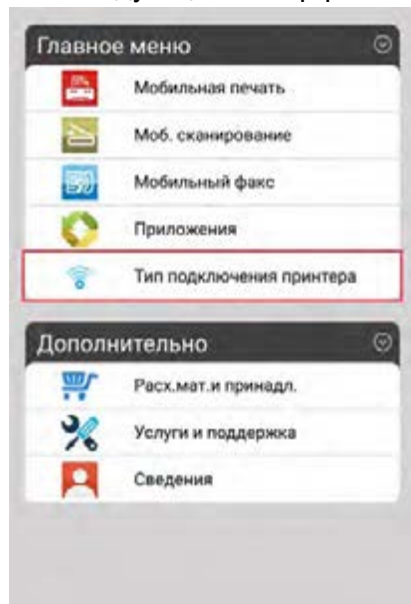 Главное меню
Мобильная печать
Моб. сканирование
Мобильный факс
Приложения
Тип подключения принтера
Дополнительно
Расх.мат.и принадл.
Услуги и поддержка
Сведения